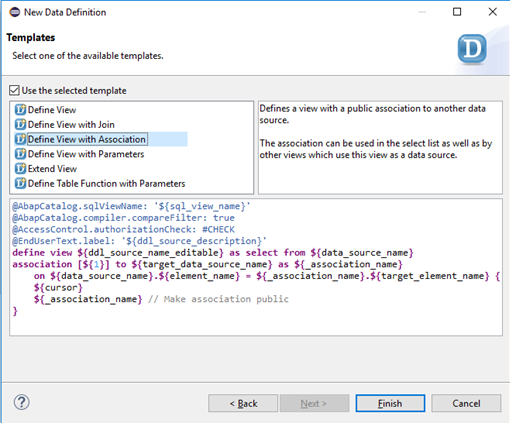 New Data Definition
Templates
Select one of the available templates.
D
Use the selected template
Define View
Define View with Join
Define View with Association
Define View with Parameters
Extend View
Define Table Function with Parameters
Defines a view with a public association to another data
source.
The association can be used in the select list as well as by
other views which use this view as a data source.
@AbapCatalog.sqlViewName: '${sql_view_name}'
@AbapCatalog.compiler.compareFilter: true
@AccessControl.authorizationCheck: #CHECK
@EndUserText.label: '${ddl_source_description}'
define view ${ddl_source_name_editable} as select from ${data_source_name}
association [${1}] to ${target_data_source_name} as ${_association_name}
on ${data_source_name}.${element_name} = ${_association_name}.${target_element_name} {
${cursor}
${_association_name} // Make association public
}
?
< Back
Next >
Finish
Cancel